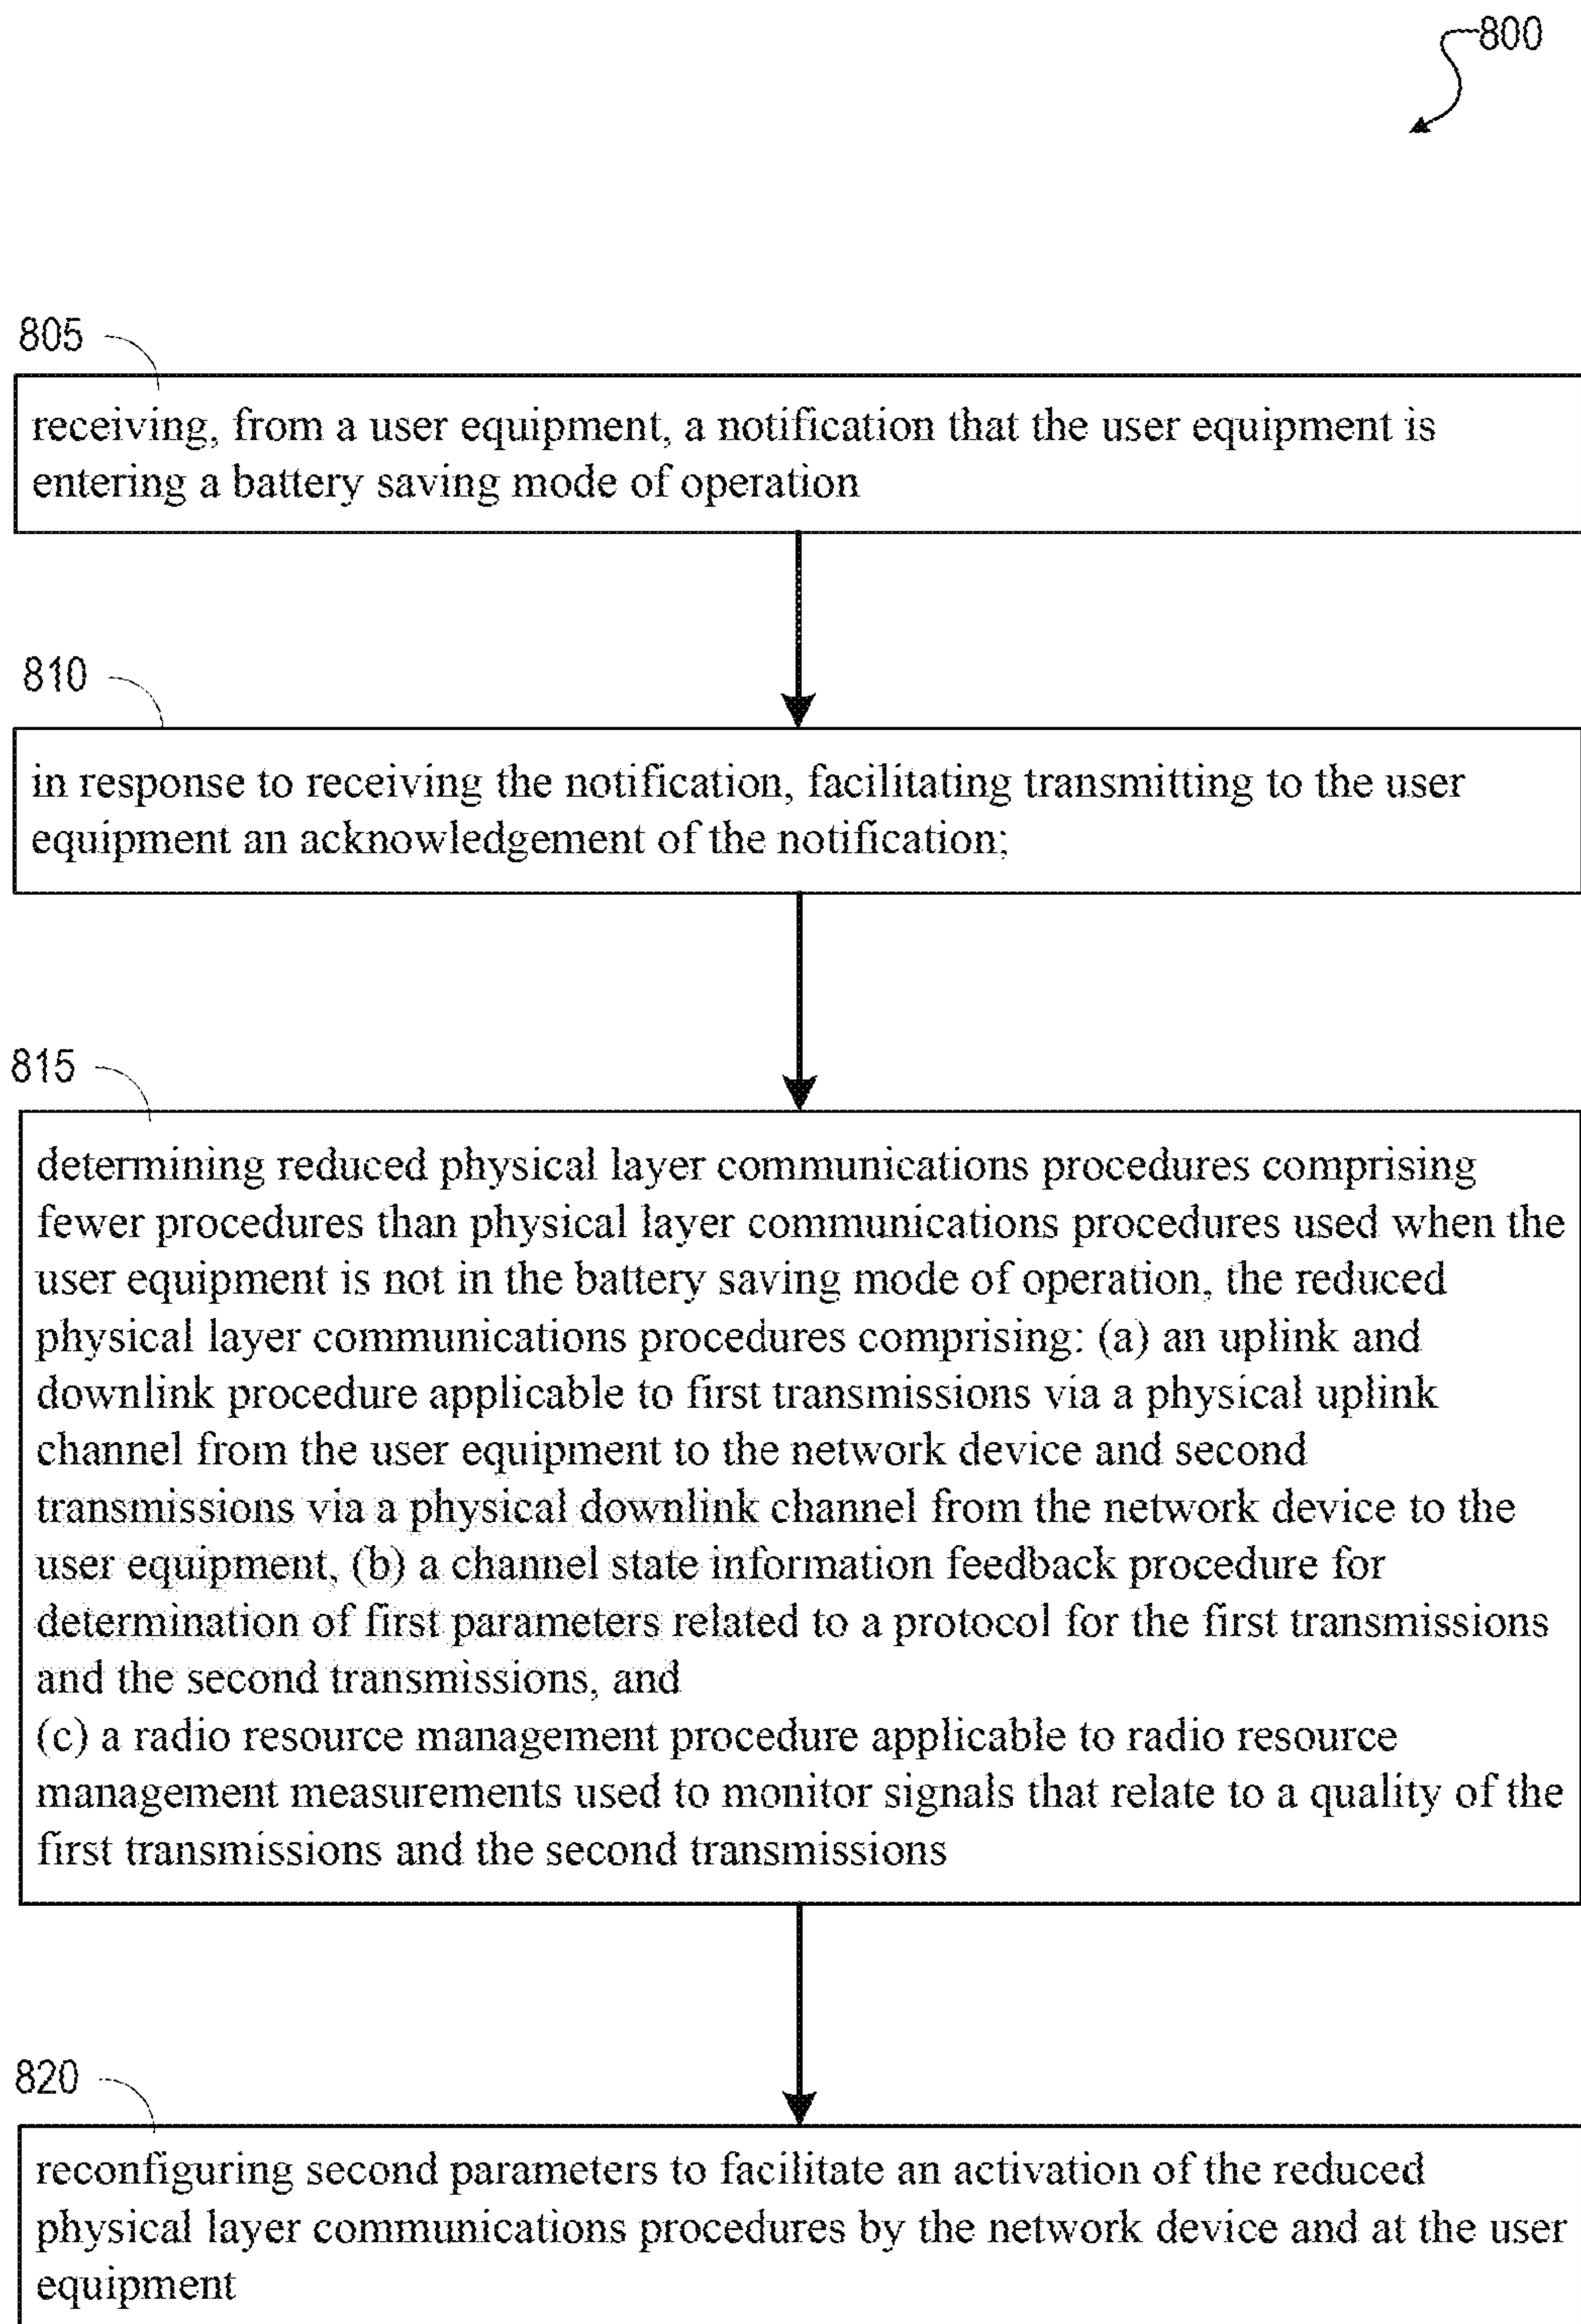 800
805
receiving, from a user equipment, a notification that the user equipment is
entering a battery saving mode of operation
810
in response to receiving the notification, facilitating transmitting to the user
equipment an acknowledgement of the notification;
815
determining reduced physical layer communications procedures comprising
fewer procedures than physical layer communications procedures used when the
user equipment is not in the battery saving mode of operation, the reduced
physical layer communications procedures comprising: (a) an uplink and
downlink procedure applicable to first transmissions via a physical uplink
channel from the user equipment to the network device and second
transmissions via a physical downlink channel from the network device to the
user equipment, (b) a channel state information feedback procedure for
determination of first parameters related to a protocol for the first transmissions
and the second transmissions, and
(c) a radio resource management procedure applicable to radio resource
management measurements used to monitor signals that relate to a quality of the
first transmissions and the second transmissions
820
reconfiguring second parameters to facilitate an activation of the reduced
physical layer communications procedures by the network device and at the user
equipment